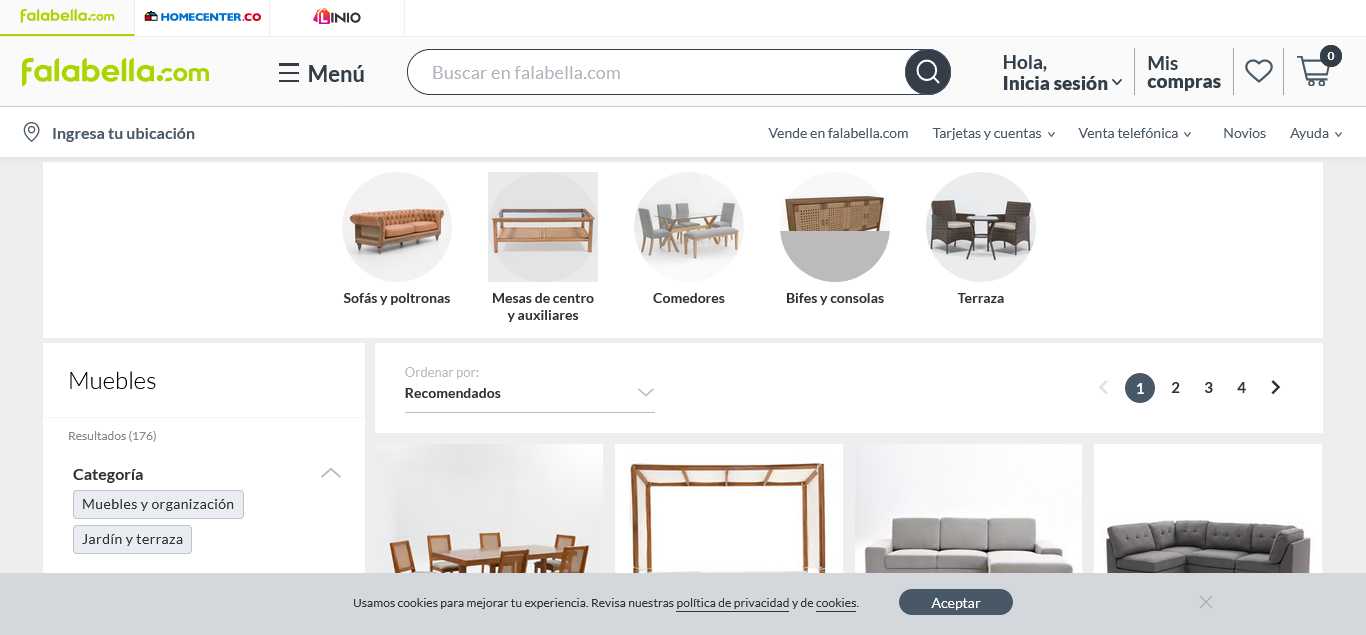 falabella.com
HOMECENTER.CO
LINIO
falabella.com
Menú
Buscar en falabella.com
Hola,
Inicia sesión
Mis
compras
0
Ingresa tu ubicación
Vende en falabella.com
Tarjetas y cuentas
Venta telefónica
Novios
Ayuda
Sofás y poltronas
Mesas de centro
y auxiliares
Comedores
Bifes y consolas
Terraza
Muebles
Resultados (176)
Categoría
Muebles y organización
Jardín y terraza
Ordenar por:
Recomendados
1 2 3 4
Usamos cookies para mejorar tu experiencia. Revisa nuestras política de privacidad y de cookies.
Aceptar